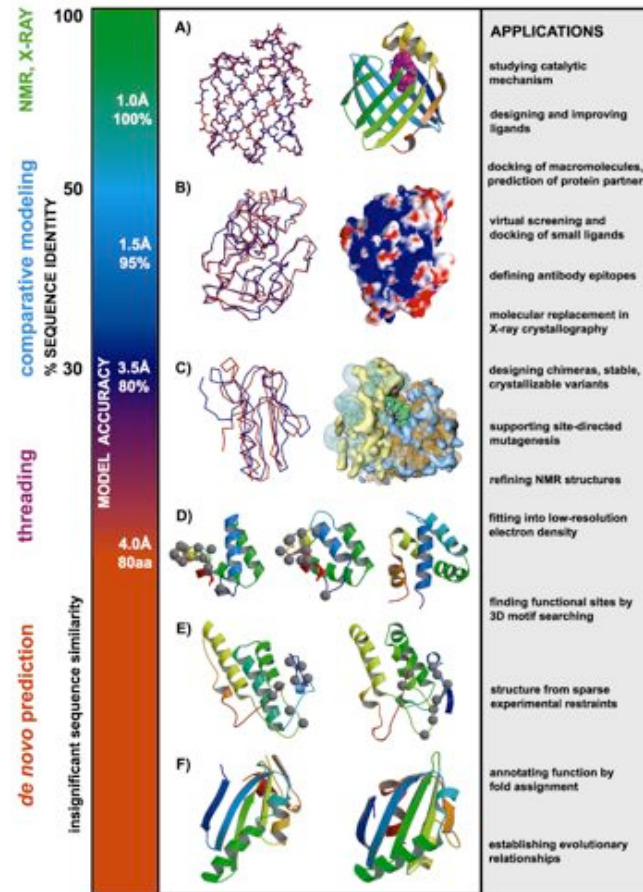 NMR, X-RAY
comparative modeling
threading
de novo prediction
% SEQUENCE IDENTITY
insignificant sequence similarity
100
50
30
MODEL ACCURACY
1.0Å
100%
1.5Å
95%
3.5Å
80%
4.0Å
80aa
A)
B)
C)
D)
E)
F)
APPLICATIONS
studying catalytic
mechanism
designing and improving
ligands
docking of macromolecules,
prediction of protein partner
virtual screening and
docking of small ligands
defining antibody epitopes
molecular replacement in
X-ray crystallography
designing chimeras, stable,
crystallizable variants
supporting site-directed
mutagenesis
refining NMR structures
fitting into low-resolution
electron density
finding functional sites by
3D motif searching
structure from sparse
experimental restraints
annotating function by
fold assignment
establishing evolutionary
relationships